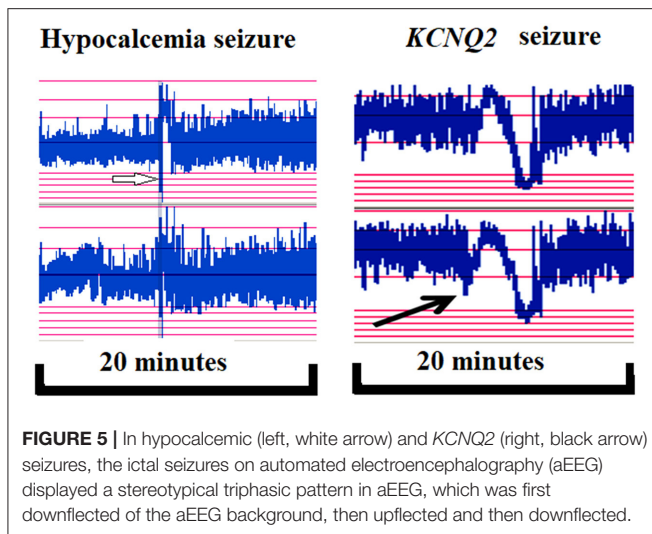 Hypocalcemia seizure
KCNQ2 seizure
20 minutes
20 minutes
FIGURE 5 | In hypocalcemic (left, white arrow) and KCNQ2 (right, black arrow)
seizures, the ictal seizures on automated electroencephalography (aEEG)
displayed a stereotypical triphasic pattern in aEEG, which was first
downflected of the aEEG background, then upflected and then downflected.